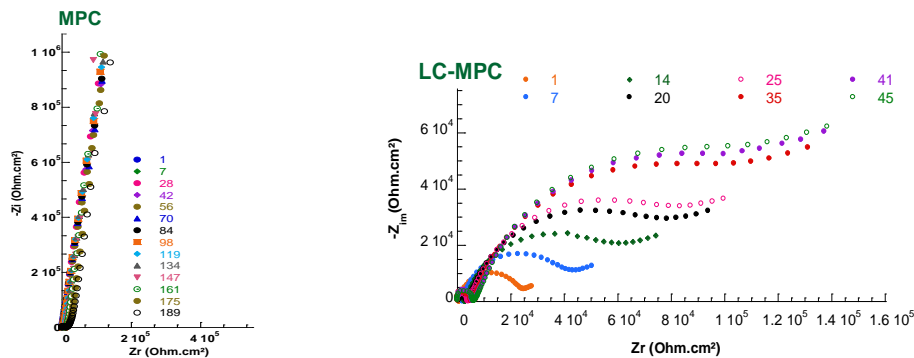 MPC
1 10⁶
8 10⁵
6 10⁵
4 10⁵
2 10⁵
0
-Zi (Ohm.cm²)
1
7
28
42
56
70
84
98
119
134
147
161
175
189
0 2 10⁵ 4 10⁵
Zr (Ohm.cm²)
LC-MPC
1 14 25 41
7 20 35 45
6 10⁴
4 10⁴
2 10⁴
0
-Zim(Ohm.cm²)
0 2 10⁴ 4 10⁴ 6 10⁴ 8 10⁴ 1 10⁵ 1.2 10⁵ 1.4 10⁵ 1.6 10⁵
Zr (Ohm.cm²)